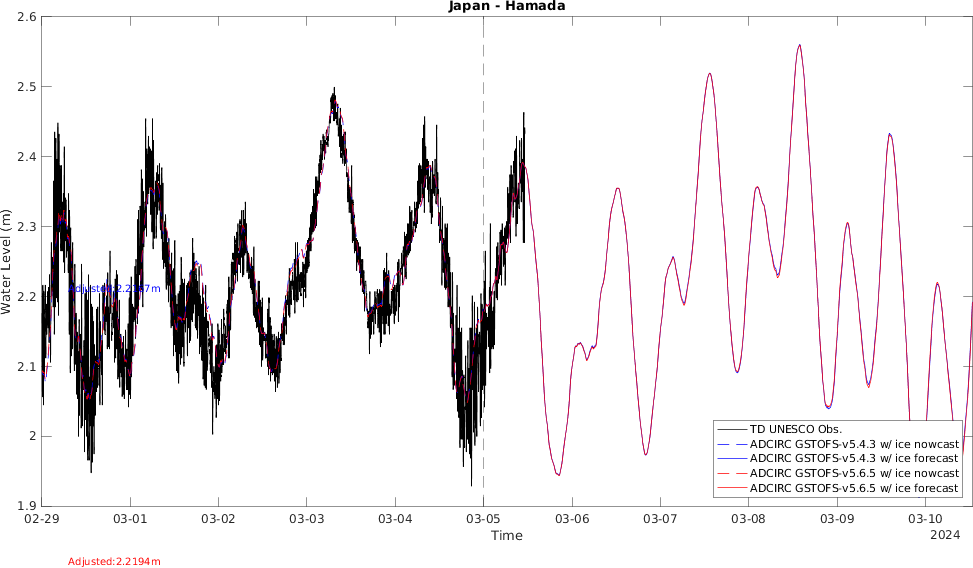 Japan - Hamada
2.6
2.5
2.4
2.3
2.2
2.1
2
1.9
Water Level (m)
02-29 03-01 03-02 03-03 03-04 03-05 03-06 03-07 03-08 03-09 03-10
Time
2024
TD UNESCO Obs.
ADCIRC GSTOFS-v5.4.3 w/ ice nowcast
ADCIRC GSTOFS-v5.4.3 w/ ice forecast
ADCIRC GSTOFS-v5.6.5 w/ ice nowcast
ADCIRC GSTOFS-v5.6.5 w/ ice forecast
Adjusted:2.2194m